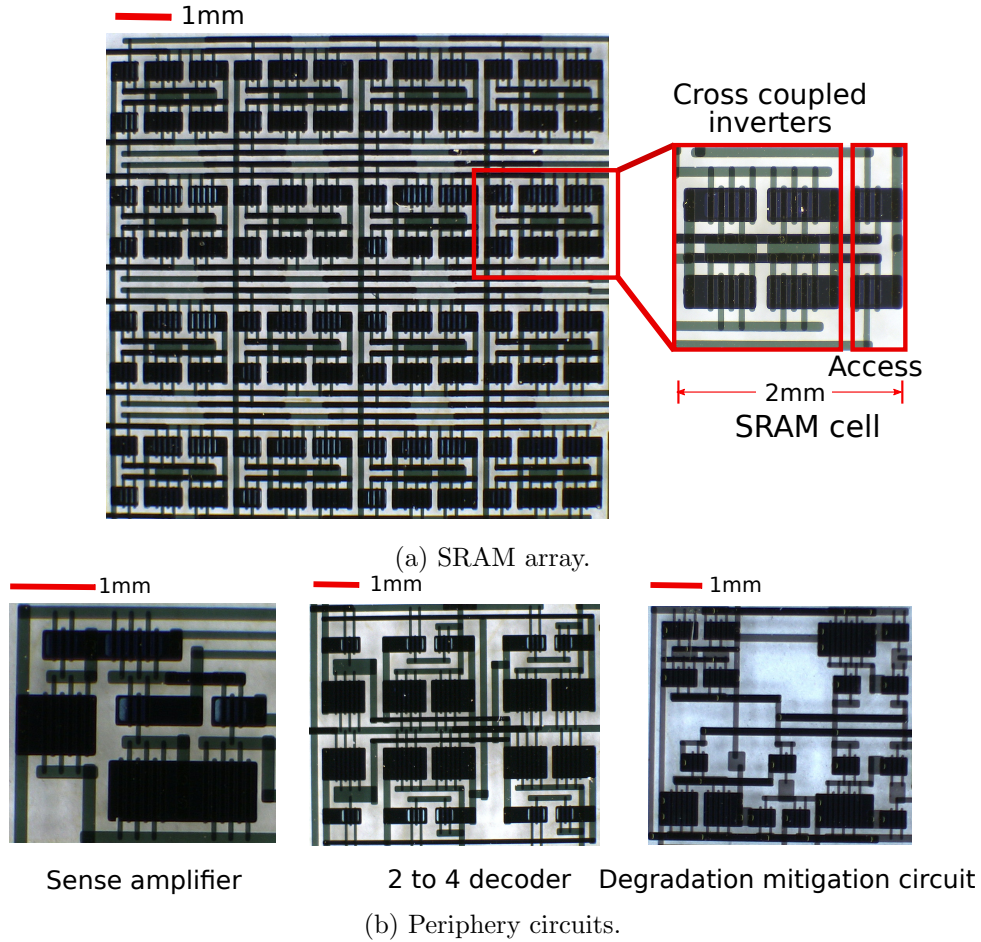 1mm
Cross coupled
inverters
Access
2mm
SRAM cell
(a) SRAM array.
1mm
1mm
1mm
Sense amplifier
2 to 4 decoder
Degradation mitigation circuit
(b) Periphery circuits.